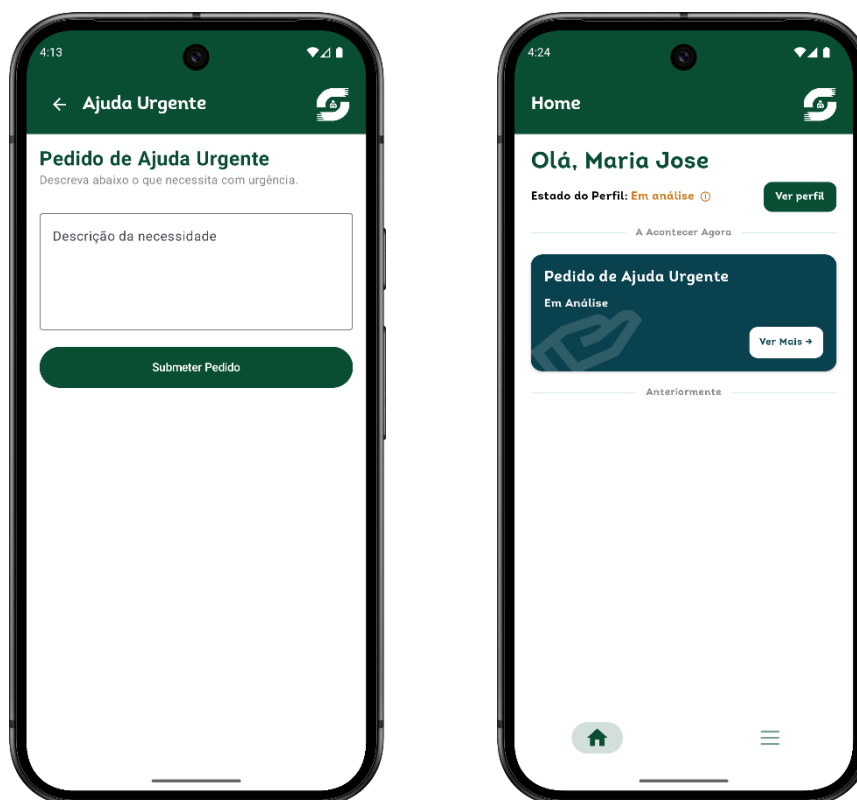 4:13
Ajuda Urgente
Pedido de Ajuda Urgente
Descreva abaixo o que necessita com urgência.
Descrição da necessidade
Submeter Pedido
4:24
Home
Olá, Maria Jose
Estado do Perfil: Em análise
Ver perfil
A Acontecer Agora
Pedido de Ajuda Urgente
Em Análise
Ver Mais →
Anteriormente